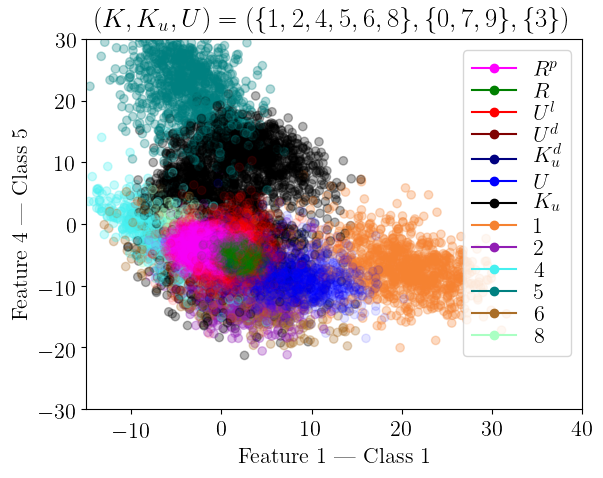 (K, K_u, U) = ({1, 2, 4, 5, 6, 8}, {0, 7, 9}, {3})
30
20
10
0
−10
−20
−30
Feature 4 — Class 5
−10
0
10
20
30
40
Feature 1 — Class 1
R^p
R
U^l
U^d
K_u^d
U
K_u
1
2
4
5
6
8